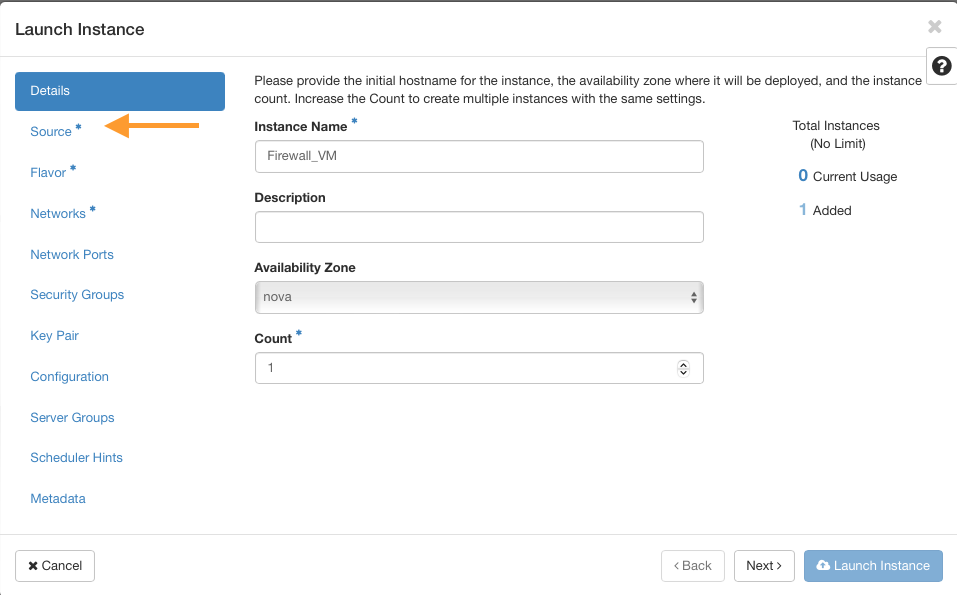 Launch Instance
Details
Source *
Flavor *
Networks *
Network Ports
Security Groups
Key Pair
Configuration
Server Groups
Scheduler Hints
Metadata
Please provide the initial hostname for the instance, the availability zone where it will be deployed, and the instance
count. Increase the Count to create multiple instances with the same settings.
Instance Name *
Firewall_VM
Description
Availability Zone
nova
Count *
1
Total Instances
(No Limit)
0 Current Usage
1 Added
✖ Cancel
< Back
Next >
Launch Instance